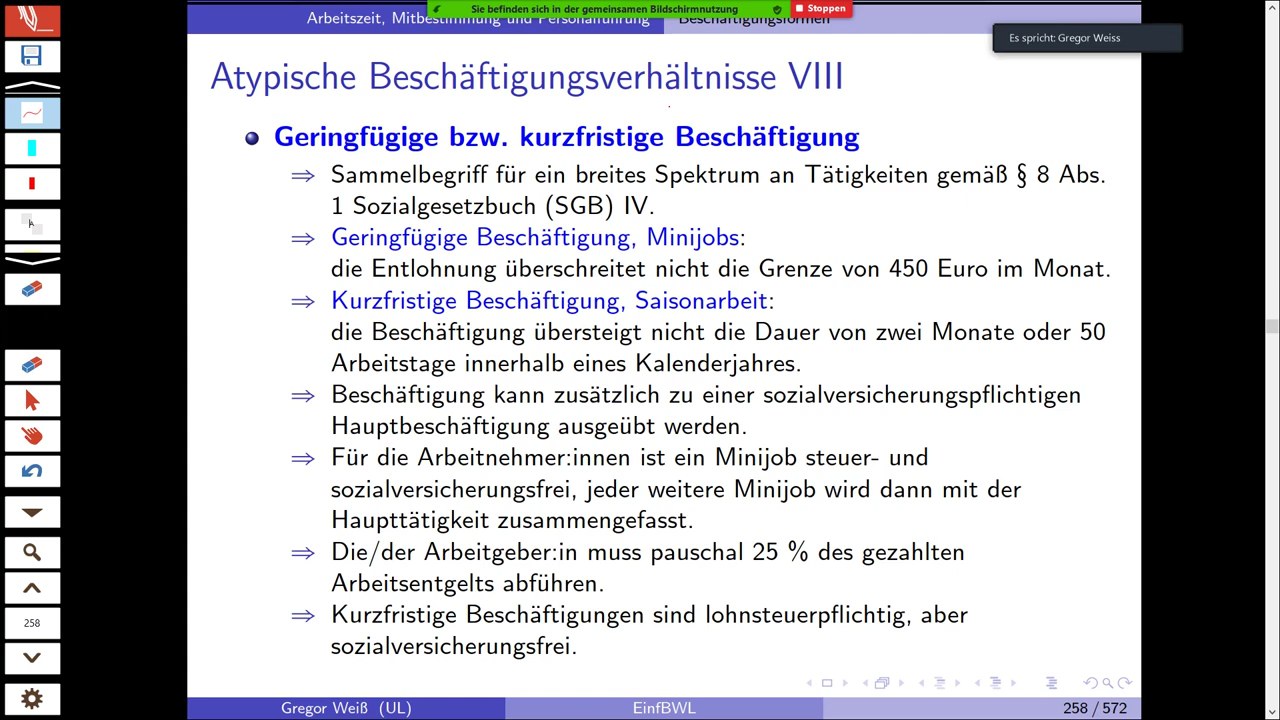 Sie befinden sich in der gemeinsamen Bildschirmnutzung
Stoppen
Arbeitszeit, Mitbestimmung und Personalführung
Beschäftigungsformen
Es spricht: Gregor Weiss
Atypische Beschäftigungsverhältnisse VIII
Geringfügige bzw. kurzfristige Beschäftigung
⇒ Sammelbegriff für ein breites Spektrum an Tätigkeiten gemäß § 8 Abs.
1 Sozialgesetzbuch (SGB) IV.
⇒ Geringfügige Beschäftigung, Minijobs:
die Entlohnung überschreitet nicht die Grenze von 450 Euro im Monat.
⇒ Kurzfristige Beschäftigung, Saisonarbeit:
die Beschäftigung übersteigt nicht die Dauer von zwei Monate oder 50
Arbeitstage innerhalb eines Kalenderjahres.
⇒ Beschäftigung kann zusätzlich zu einer sozialversicherungspflichtigen
Hauptbeschäftigung ausgeübt werden.
⇒ Für die Arbeitnehmer:innen ist ein Minijob steuer- und
sozialversicherungsfrei, jeder weitere Minijob wird dann mit der
Haupttätigkeit zusammengefasst.
⇒ Die/der Arbeitgeber:in muss pauschal 25 % des gezahlten
Arbeitsentgelts abführen.
⇒ Kurzfristige Beschäftigungen sind lohnsteuerpflichtig, aber
sozialversicherungsfrei.
258
Gregor Weiß (UL)
EinfBWL
258 / 572